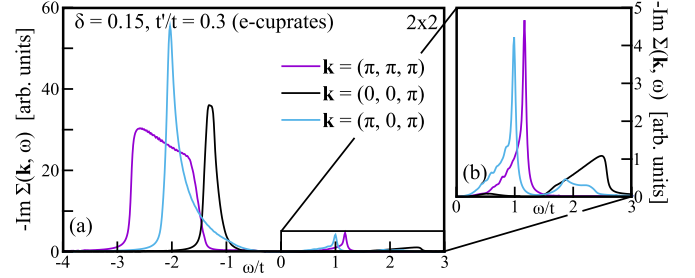 δ = 0.15, t'/t = 0.3 (e-cuprates)
2x2
-Im Σ(k, ω) [arb. units]
60
40
20
0
k = (π, π, π)
k = (0, 0, π)
k = (π, 0, π)
(a)
-4 -3 -2 -1 0 1 2 3
ω/t
-Im Σ(k, ω) [arb. units]
5
4
3
2
1
0
(b)
0 1 2 3
ω/t